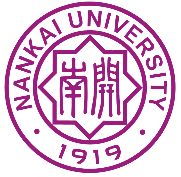 NANKAI UNIVERSITY
南開
· 1919 ·